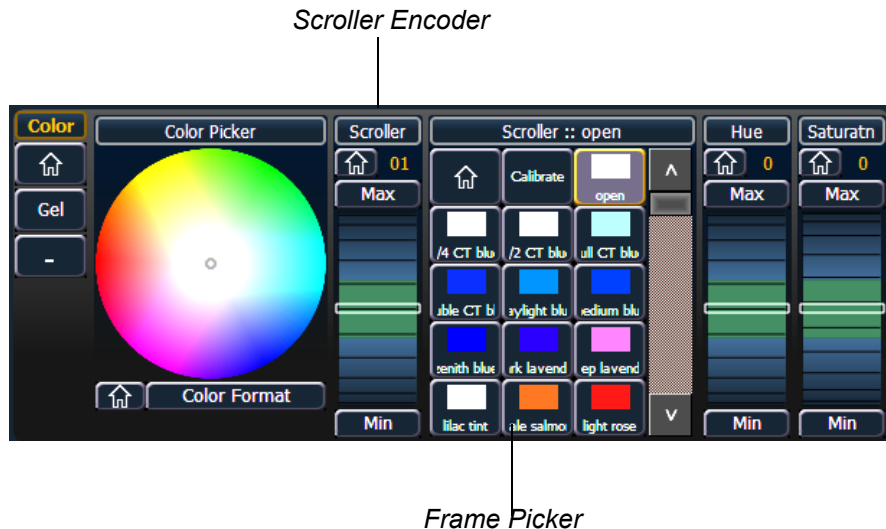 Scroller Encoder
Color
Color Picker
Scroller
Scroller :: open
Hue
Saturatn
01
0
0
Calibrate
open
Max
Max
Max
Gel
-
/4 CT blu
/2 CT blu
ull CT blu
uble CT bl
aylight blu
edium blu
zenith blue
rk lavend
ep lavend
Color Format
lilac tint
ale salmo
light rose
Min
Min
Min
Frame Picker